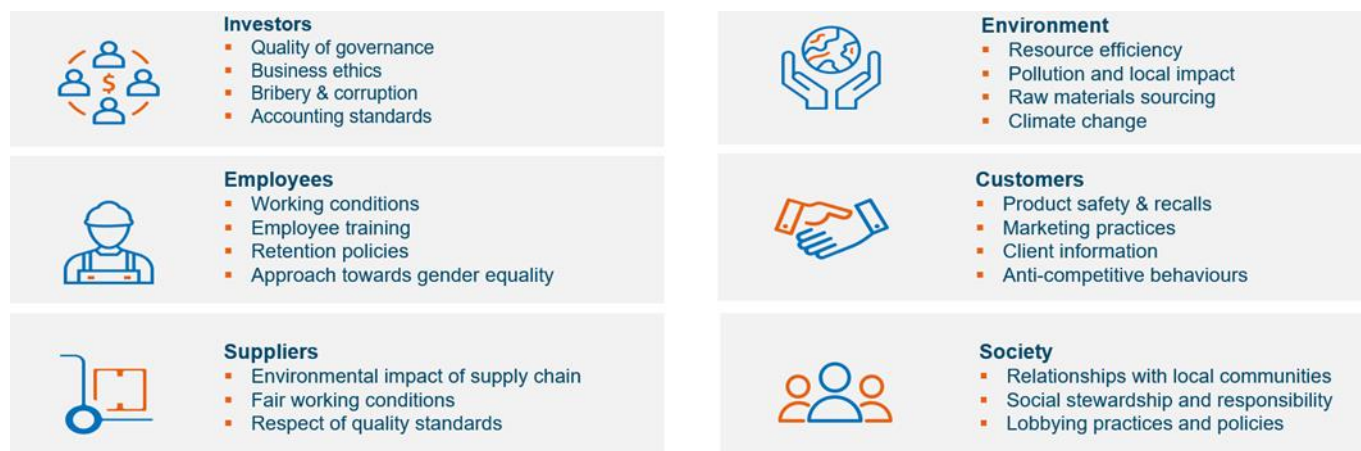 Investors
Quality of governance
Business ethics
Bribery & corruption
Accounting standards
Environment
Resource efficiency
Pollution and local impact
Raw materials sourcing
Climate change
Employees
Working conditions
Employee training
Retention policies
Approach towards gender equality
Customers
Product safety & recalls
Marketing practices
Client information
Anti-competitive behaviours
Suppliers
Environmental impact of supply chain
Fair working conditions
Respect of quality standards
Society
Relationships with local communities
Social stewardship and responsibility
Lobbying practices and policies